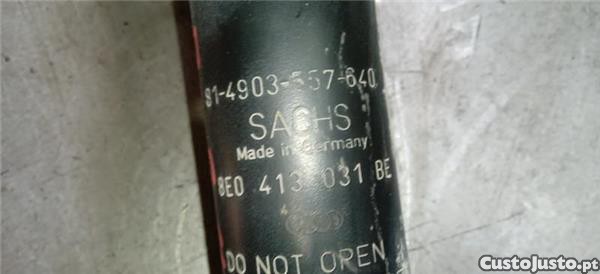 81-4903-557-640
SACHS
Made in Germany
8E0 413 031 BE
DO NOT OPEN
CustoJusto.pt